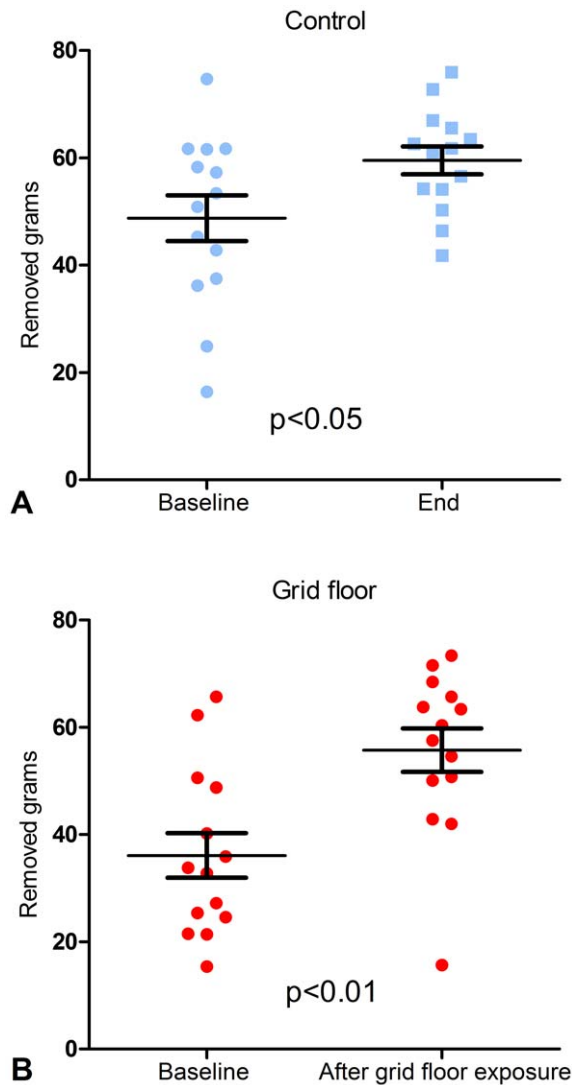 Control
80
60
40
20
0
Removed grams
p<0.05
Baseline End
A
Grid floor
80
60
40
20
0
Removed grams
p<0.01
Baseline After grid floor exposure
B